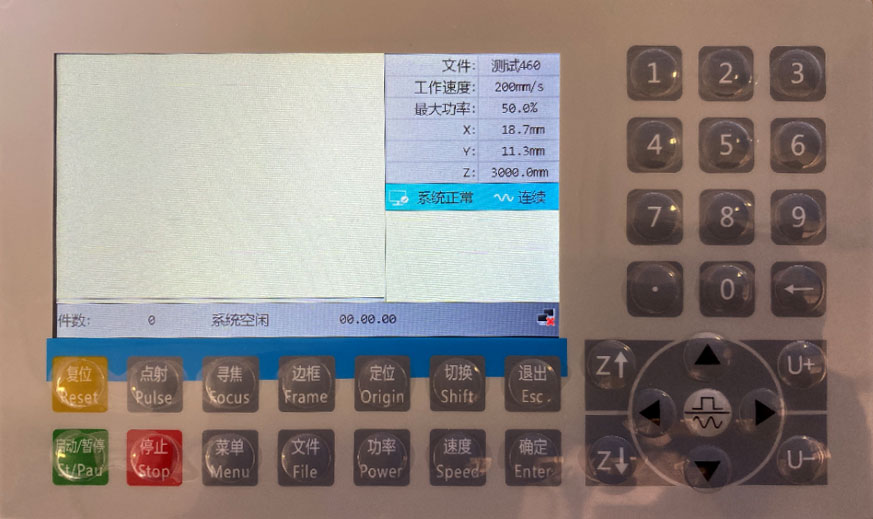 文件: 测试460
工作速度: 200mm/s
最大功率: 50.0%
X: 18.7mm
Y: 11.3mm
Z: 3000.0mm
系统正常 连续
件数: 0 系统空闲 00.00.00
1 2 3
4 5 6
7 8 9
. 0 ←
复位 点射 寻焦 边框 定位 切换 退出
Reset Pulse Focus Frame Origin Shift Esc.
启动/暂停 停止 菜单 文件 功率 速度 确定
St/Pau Stop Menu File Power Speed Enter
Z↑ U+
Z↓ U-